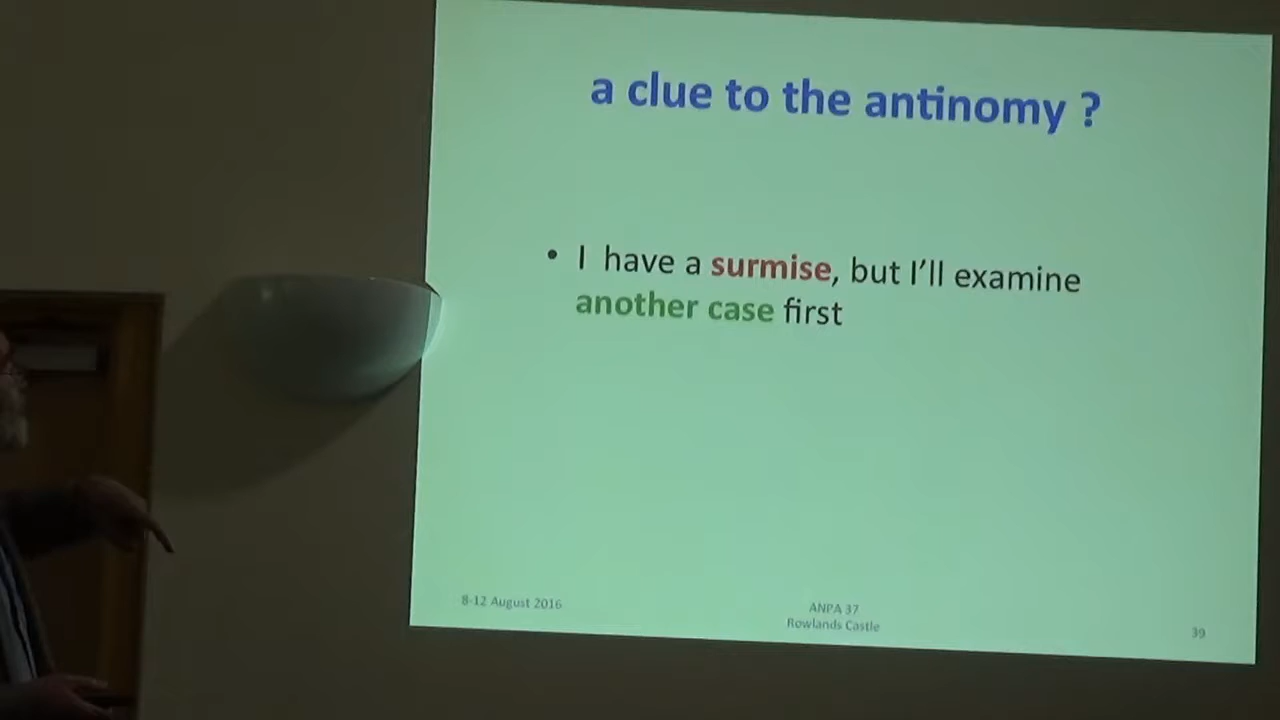 a clue to the antinomy ?
• I have a surmise, but I’ll examine
another case first
8-12 August 2016
ANPA 37
Rowlands Castle
39